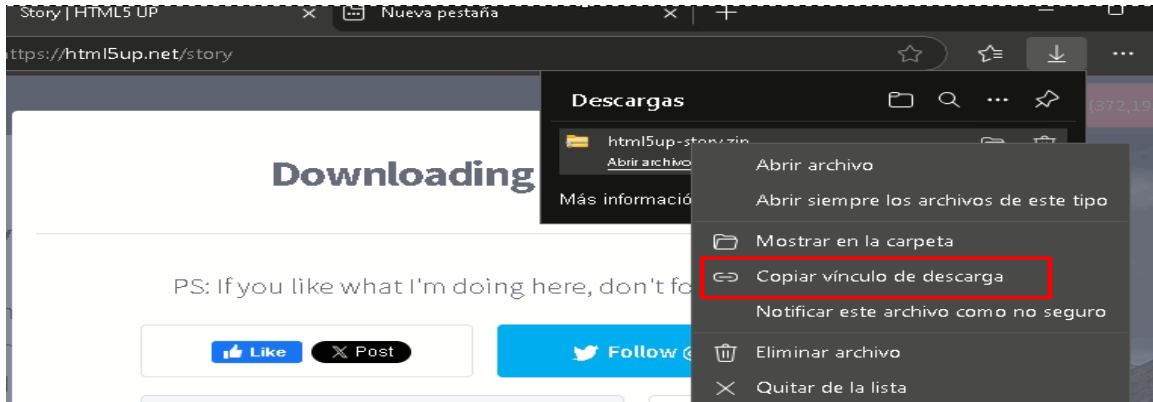 Story | HTML5 UP
Nueva pestaña
ttps://html5up.net/story
Descargas
(372,19
html5up-story.zip
Abrir archivo
Más informació
Downloading
Abrir archivo
Abrir siempre los archivos de este tipo
Mostrar en la carpeta
Copiar vínculo de descarga
Notificar este archivo como no seguro
Eliminar archivo
Quitar de la lista
PS: If you like what I'm doing here, don't fo
Like
X Post
Follow @